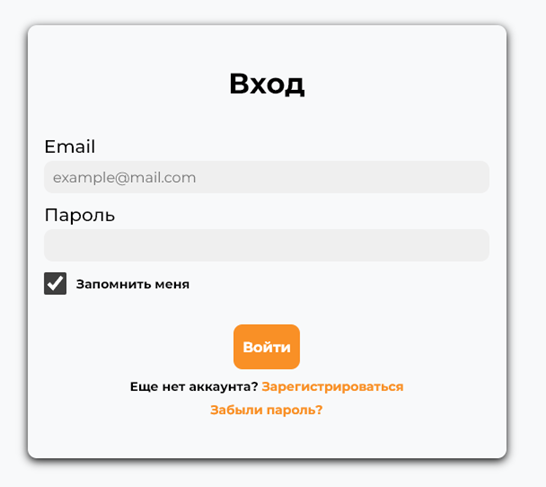 Вход
Email
example@mail.com
Пароль
Запомнить меня
Войти
Еще нет аккаунта? Зарегистрироваться
Забыли пароль?